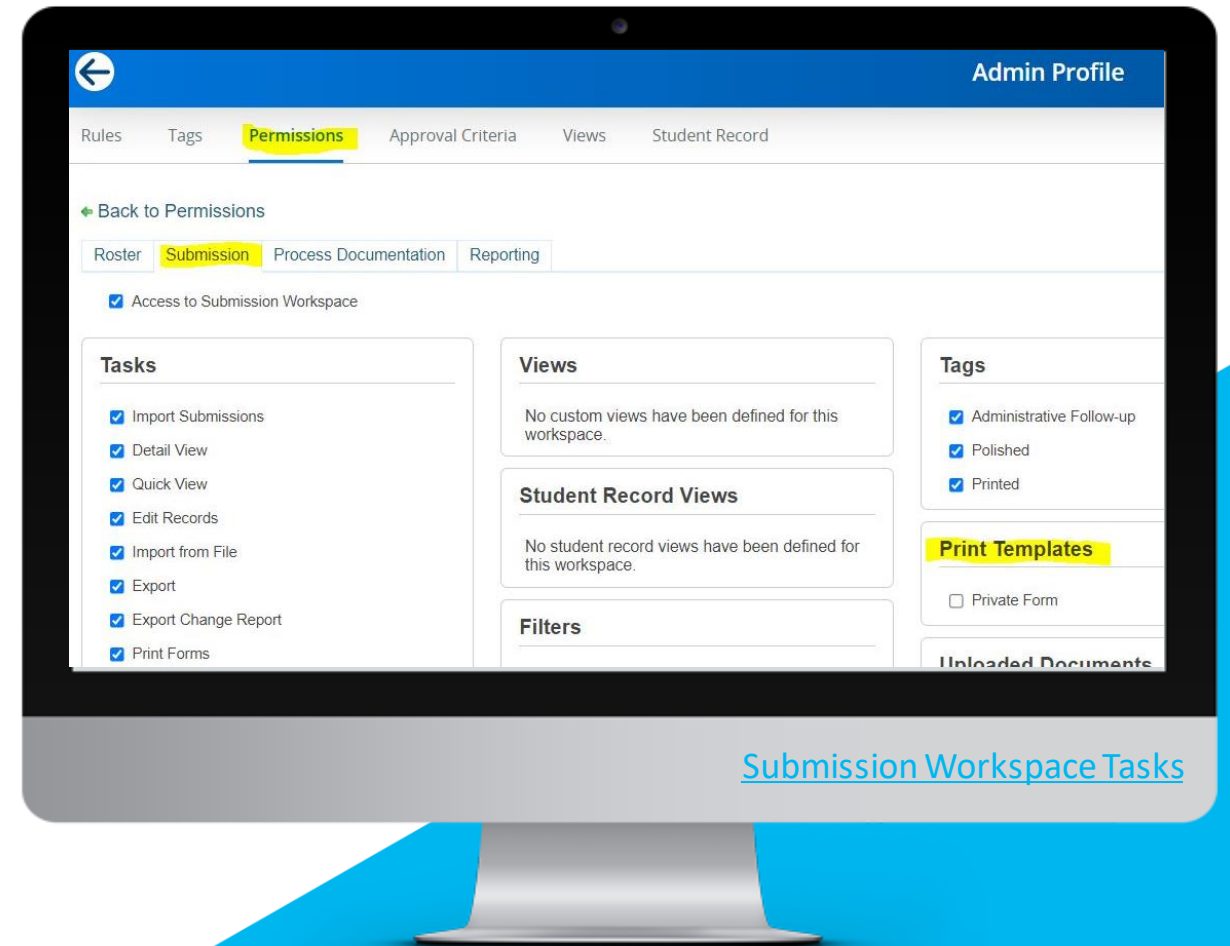 Admin Profile
Rules Tags Permissions Approval Criteria Views Student Record
Back to Permissions
Roster Submission Process Documentation Reporting
Access to Submission Workspace
Tasks
Import Submissions
Detail View
Quick View
Edit Records
Import from File
Export
Export Change Report
Print Forms
Views
No custom views have been defined for this
workspace.
Student Record Views
No student record views have been defined for
this workspace.
Filters
Tags
Administrative Follow-up
Polished
Printed
Print Templates
Private Form
Uploaded Documents
Submission Workspace Tasks